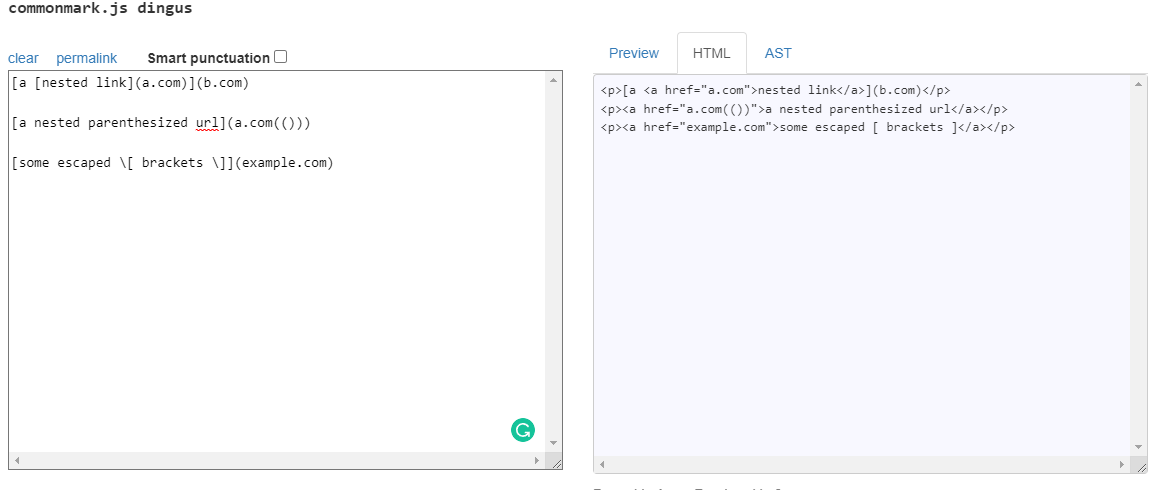 commonmark.js dingus
clear permalink Smart punctuation
[a [nested link](a.com)](b.com)
[a nested parenthesized url](a.com(()))
[some escaped \[ brackets \]](example.com)
Preview HTML AST
<p>[a <a href="a.com">nested link</a>](b.com)</p>
<p><a href="a.com(())">a nested parenthesized url</a></p>
<p><a href="example.com">some escaped [ brackets ]</a></p>